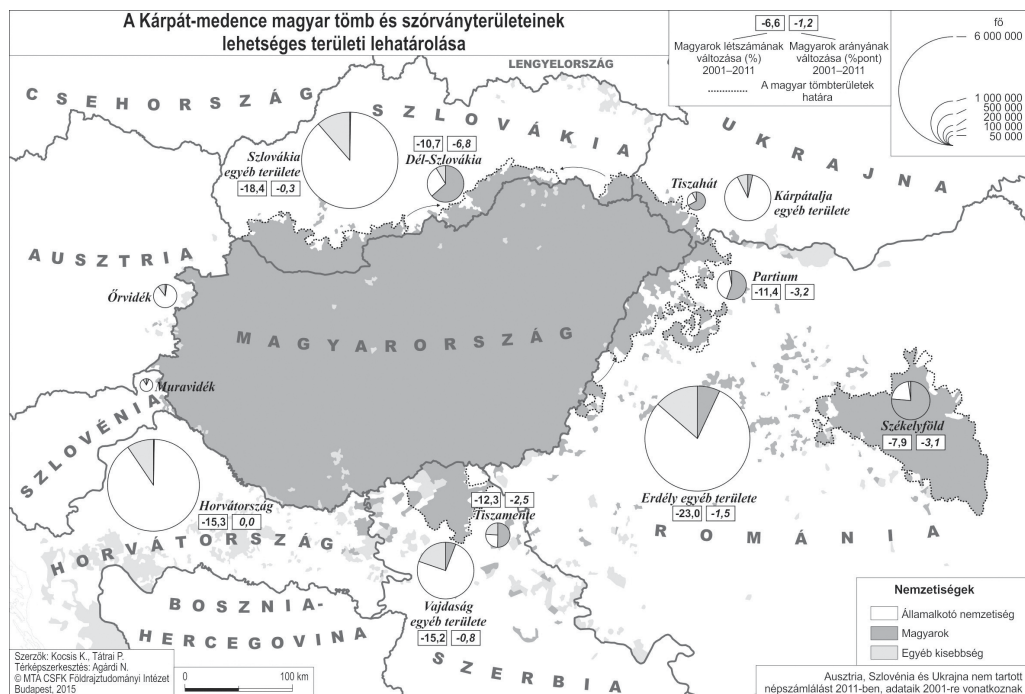 A Kárpát-medence magyar tömb és szórványterületeinek
lehetséges területi lehatárolása
-6,6 -1,2
Magyarok létszámának
változása (%)
2001–2011
Magyarok arányának
változása (%pont)
2001–2011
A magyar tömbterületek
határa
fő
6 000 000
1 000 000
500 000
200 000
100 000
50 000
LENGYELORSZÁG
CSEHORSZÁG
SZLOVÁKIA
UKRAJNA
Szlovákia
egyéb területe
-18,4 -0,3
-10,7 -6,8
Dél-Szlovákia
Tiszahát
Kárpátalja
egyéb területe
AUSZTRIA
Őrvidék
Partium
-11,4 -3,2
MAGYARORSZÁG
Muravidék
SZLOVÉNIA
Székelyföld
-7,9 -3,1
Erdély egyéb területe
-23,0 -1,5
Horvátország
-15,3 0,0
-12,3 -2,5
Tiszamente
ROMÁNIA
HORVÁTORSZÁG
Vajdaság
egyéb területe
-15,2 -0,8
BOSZNIA-
HERCEGOVINA
SZERBIA
Nemzetiségek
Államalkotó nemzetiség
Magyarok
Egyéb kisebbség
Szerzők: Kocsis K., Tátrai P.
Térképszerkesztés: Agárdi N.
© MTA CSFK Földrajztudományi Intézet
Budapest, 2015
0 100 km
Ausztria, Szlovénia és Ukrajna nem tartott
népszámlálást 2011-ben, adataik 2001-re vonatkoznak